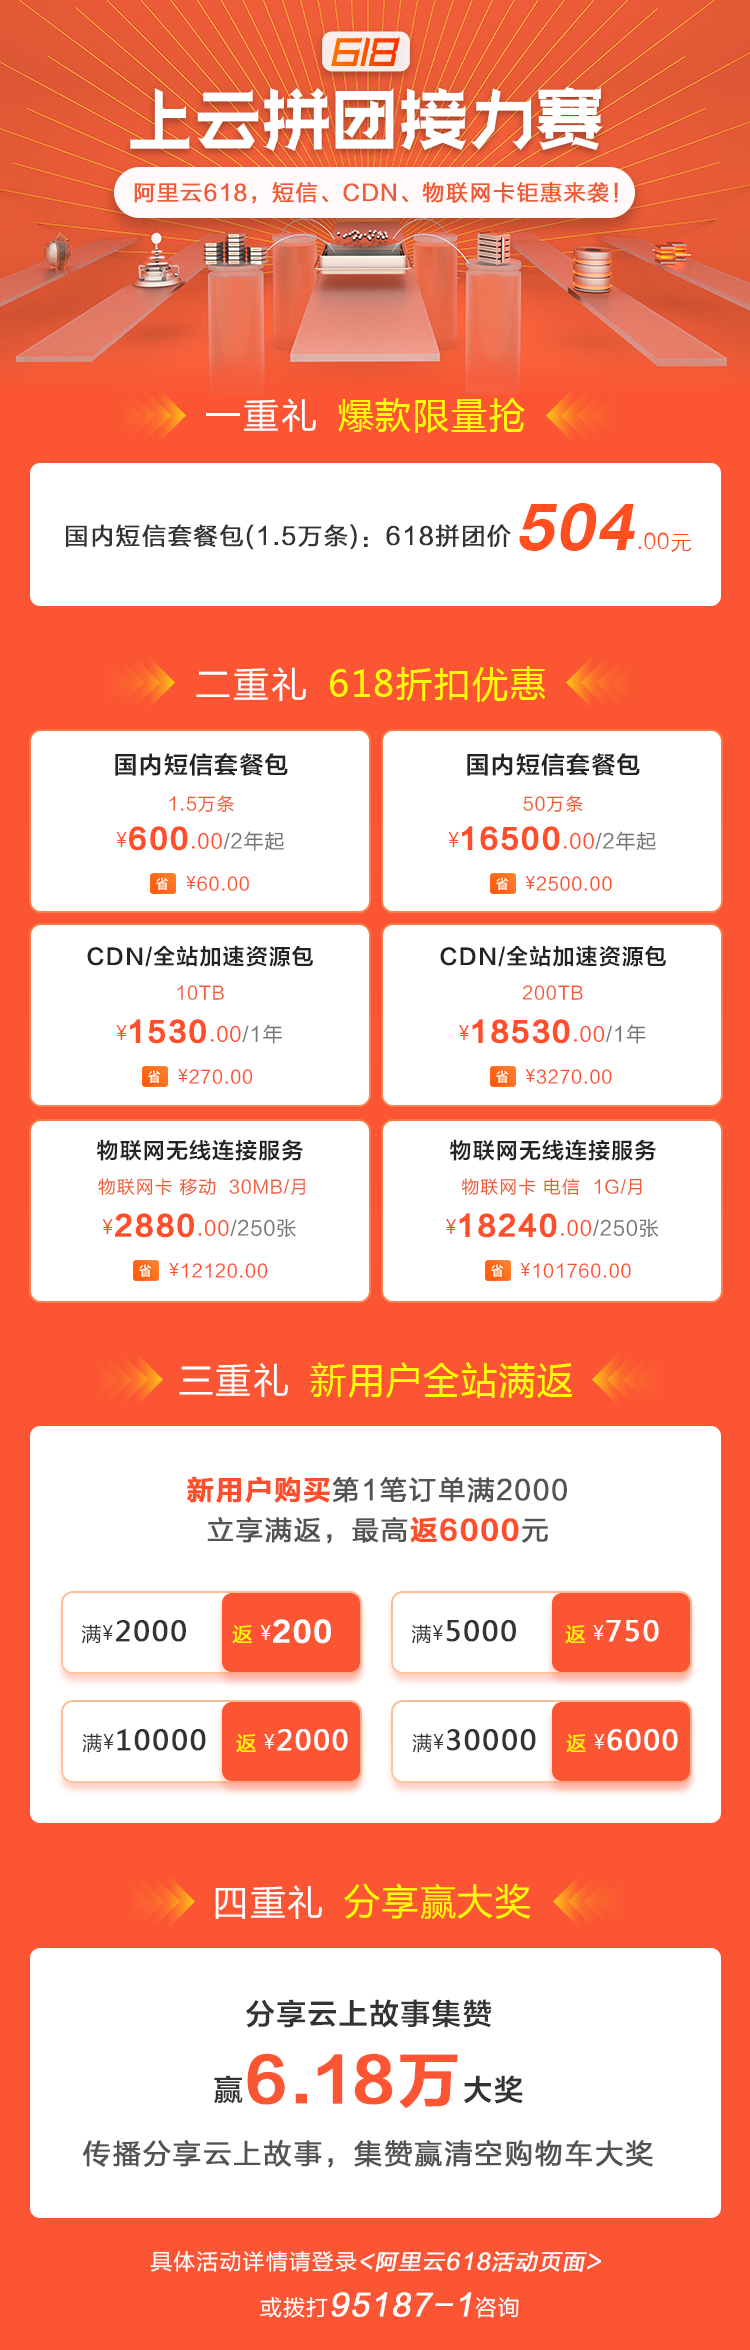 618
上云拼团接力赛
阿里云618，短信、CDN、物联网卡钜惠来袭！
一重礼 爆款限量抢
国内短信套餐包(1.5万条)：618拼团价504.00元
二重礼 618折扣优惠
国内短信套餐包
1.5万条
¥600.00/2年起
省 ¥60.00
国内短信套餐包
50万条
¥16500.00/2年起
省 ¥2500.00
CDN/全站加速资源包
10TB
¥1530.00/1年
省 ¥270.00
CDN/全站加速资源包
200TB
¥18530.00/1年
省 ¥3270.00
物联网无线连接服务
物联网卡 移动 30MB/月
¥2880.00/250张
省 ¥12120.00
物联网无线连接服务
物联网卡 电信 1G/月
¥18240.00/250张
省 ¥101760.00
三重礼 新用户全站满返
新用户购买第1笔订单满2000
立享满返，最高返6000元
满¥2000 返 ¥200
满¥5000 返 ¥750
满¥10000 返 ¥2000
满¥30000 返 ¥6000
四重礼 分享赢大奖
分享云上故事集赞
赢6.18万大奖
传播分享云上故事，集赞赢清空购物车大奖
具体活动详情请登录<阿里云618活动页面>
或拨打95187-1咨询